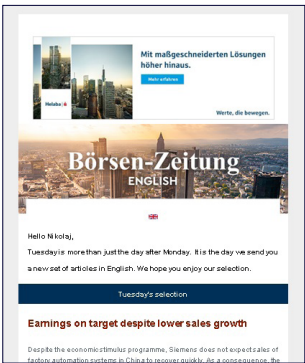 Mit maßgeschneiderten Lösungen
höher hinaus.
Mehr erfahren
Helaba
Werte, die bewegen.
Börsen-Zeitung
ENGLISH
Hello Nikolaj,
Tuesday is more than just the day after Monday. It is the day we send you
a new set of articles in English. We hope you enjoy our selection.
Tuesday's selection
Earnings on target despite lower sales growth
Despite the economic stimulus programme, Siemens does not expect sales of
factory automation systems in China to recover quickly. As a consequence, the